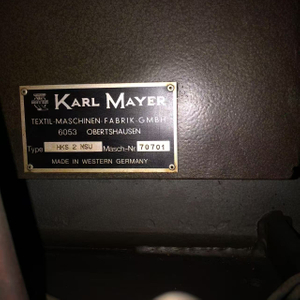 KARL MAYER
TEXTIL-MASCHINEN-FABRIK-GMBH
6053 OBERTSHAUSEN
Type HKS 2 MSU Masch-Nr 70701
MADE IN WESTERN GERMANY